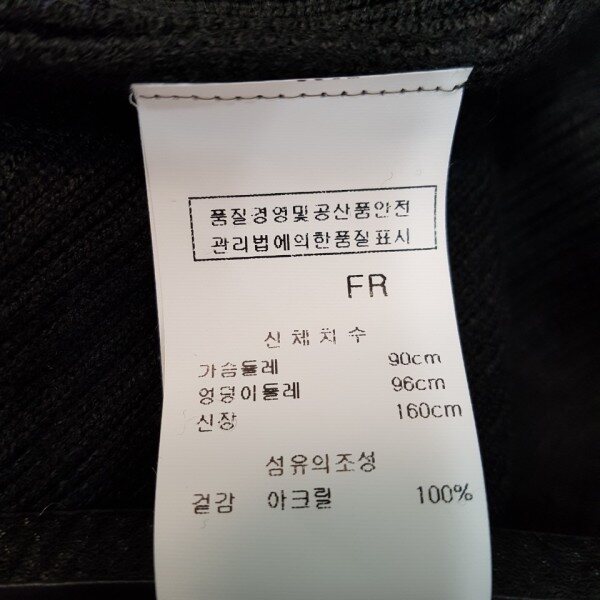 품질경영및공산품안전
관리법에의한품질표시
FR
신체치수
가슴둘레 90cm
엉덩이둘레 96cm
신장 160cm
섬유의조성
겉감 아크릴 100%